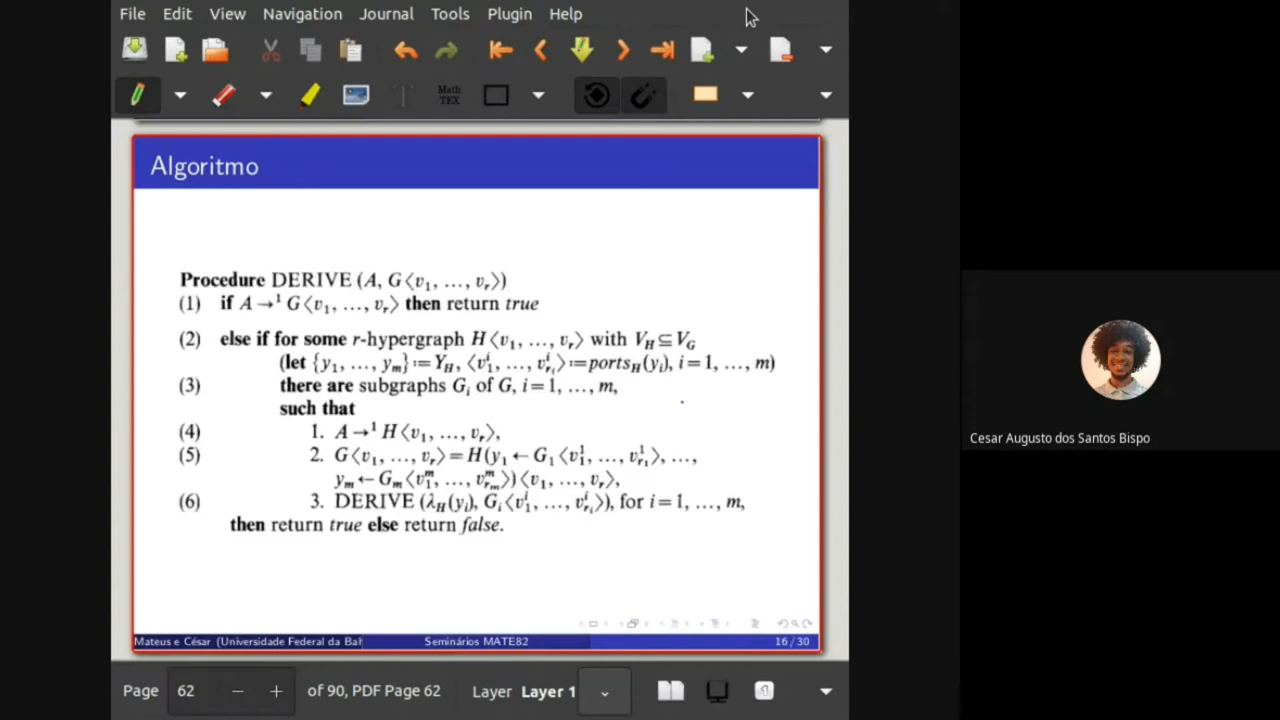 File Edit View Navigation Journal Tools Plugin Help
Math TEX
Algoritmo
Procedure DERIVE (A, G⟨v₁, …, vᵣ⟩)
(1) if A →¹ G⟨v₁, …, vᵣ⟩ then return true
(2) else if for some r-hypergraph H⟨v₁, …, vᵣ⟩ with V_H ⊆ V_G
(let {y₁, …, yₘ} := Y_H, ⟨v₁ⁱ, …, v_{rᵢ}ⁱ⟩ := ports_H(yᵢ), i = 1, …, m)
(3) there are subgraphs Gᵢ of G, i = 1, …, m,
such that
(4) 1. A →¹ H⟨v₁, …, vᵣ⟩,
(5) 2. G⟨v₁, …, vᵣ⟩ = H(y₁ ← G₁⟨v₁¹, …, v_{r₁}¹⟩, …,
yₘ ← Gₘ⟨v₁ᵐ, …, v_{rₘ}ᵐ⟩)⟨v₁, …, vᵣ⟩,
(6) 3. DERIVE (λ_H(yᵢ), Gᵢ⟨v₁ⁱ, …, v_{rᵢ}ⁱ⟩), for i = 1, …, m,
then return true else return false.
Mateus e César (Universidade Federal da Bah Seminários MATE82 16 / 30
Page 62 − + of 90, PDF Page 62 Layer Layer 1
Cesar Augusto dos Santos Bispo